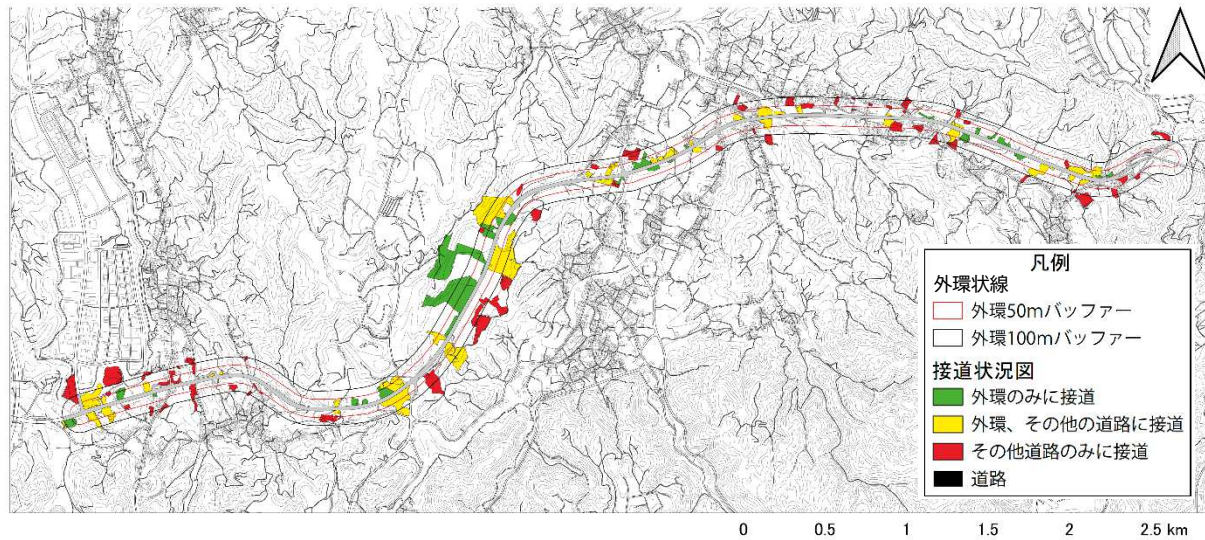 凡例
外環状線
外環50mバッファー
外環100mバッファー
接道状況図
外環のみに接道
外環、その他の道路に接道
その他道路のみに接道
道路
0 0.5 1 1.5 2 2.5 km